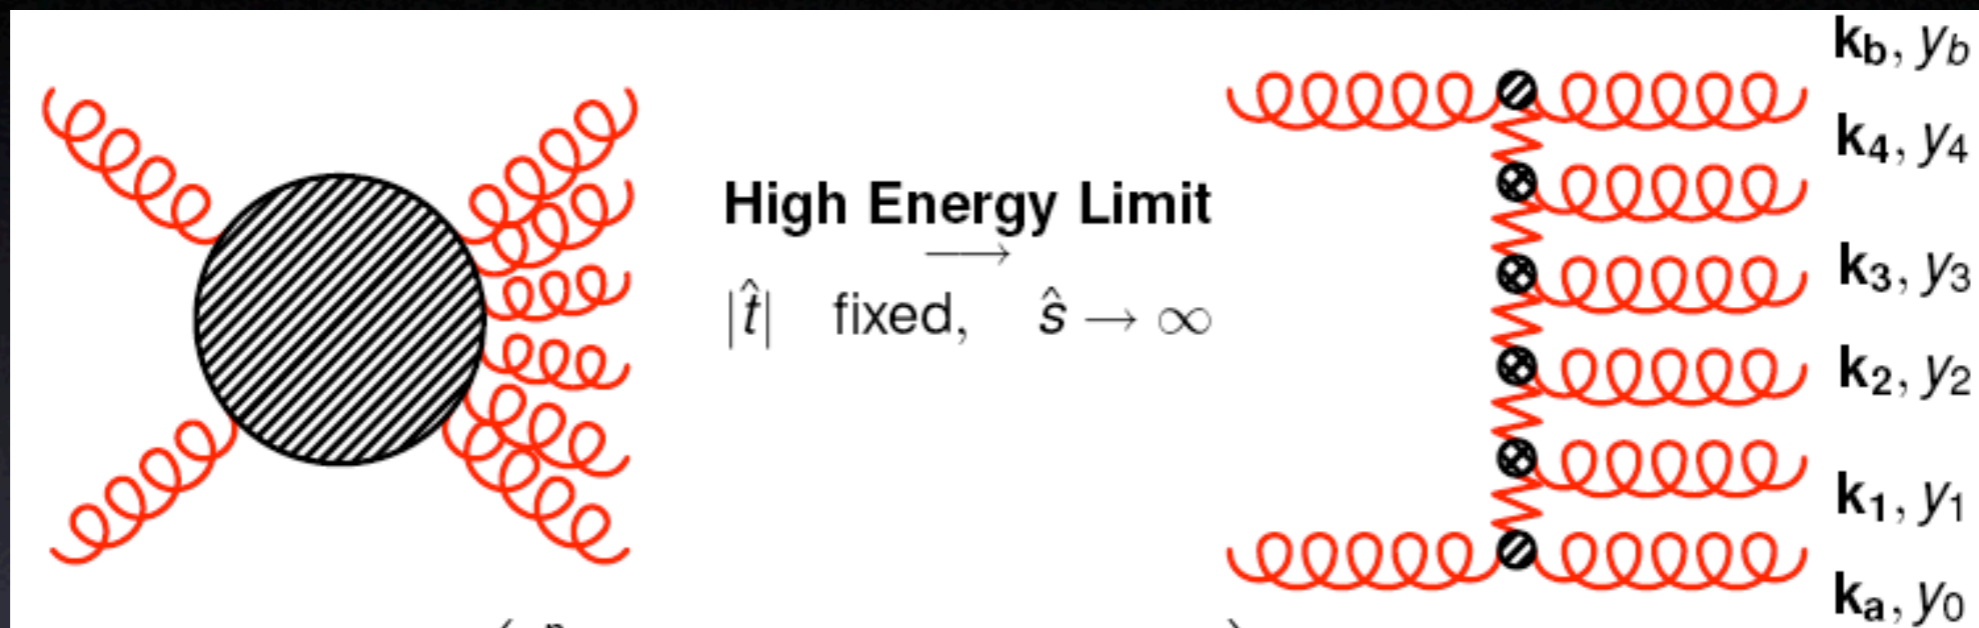 High Energy Limit
⟶
|t̂| fixed, ŝ → ∞
k_b, y_b
k_4, y_4
k_3, y_3
k_2, y_2
k_1, y_1
k_a, y_0